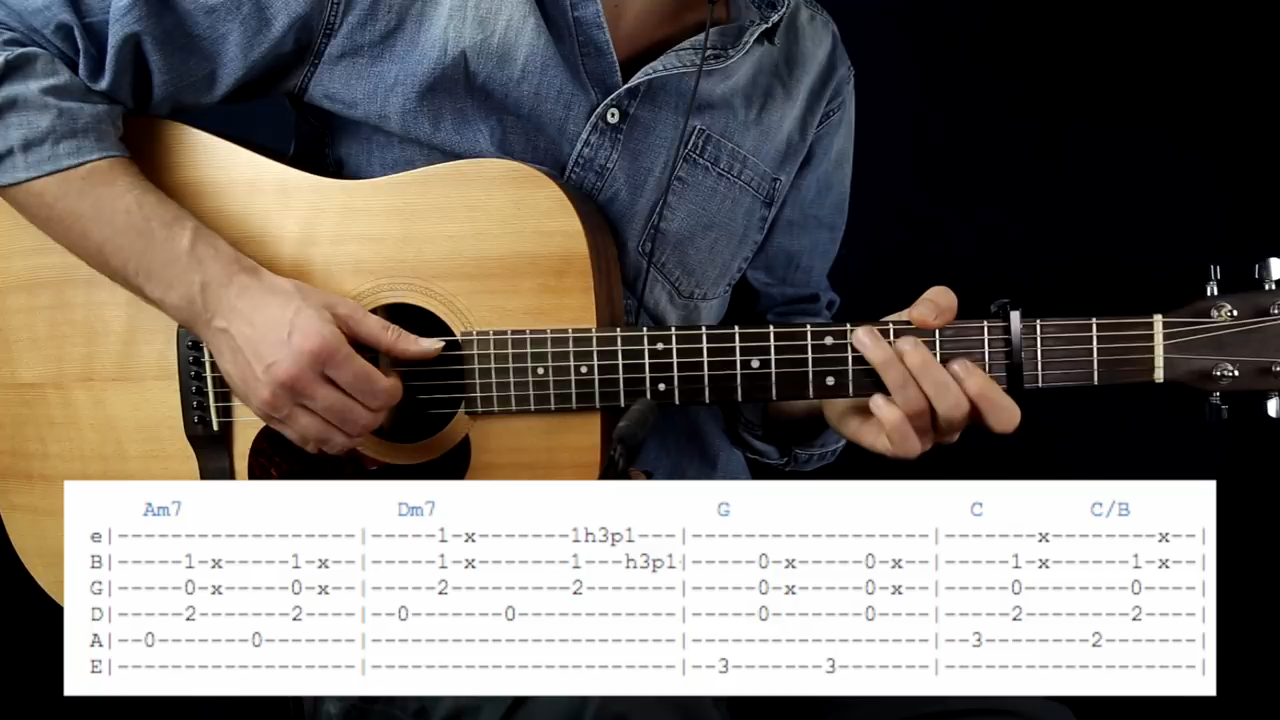 Am7 Dm7 G C C/B
e|------------------|-----1-x-------1h3p1---|------------------|-------x--------x--|
B|-----1-x-----1-x--|-----1-x-------1---h3p1|-----0-x-----0-x--|-----1-x------1-x--|
G|-----0-x-----0-x--|-----2---------2-------|-----0-x-----0-x--|-----0--------0----|
D|-----2-------2----|--0-------0------------|-----0-------0----|-----2--------2----|
A|--0-------0-------|-----------------------|------------------|--3--------2-------|
E|------------------|-----------------------|--3-------3-------|-------------------|